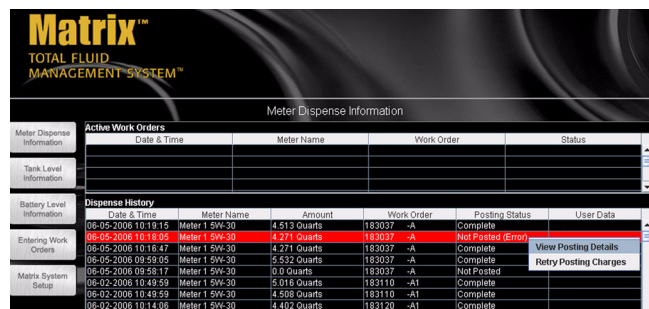 Matrix™
TOTAL FLUID
MANAGEMENT SYSTEM™
Meter Dispense Information
Meter Dispense
Information
Tank Level
Information
Battery Level
Information
Entering Work
Orders
Matrix System
Setup
Active Work Orders
Date & Time Meter Name Work Order Status
Dispense History
Date & Time Meter Name Amount Work Order Posting Status User Data
06-05-2006 10:19:15 Meter 1 5W-30 4.513 Quarts 183037 -A Complete
06-05-2006 10:18:05 Meter 1 5W-30 4.271 Quarts 183037 -A Not Posted (Error)
06-05-2006 10:16:47 Meter 1 5W-30 4.271 Quarts 183037 -A Complete
06-05-2006 09:59:05 Meter 1 5W-30 5.532 Quarts 183037 -A Complete
06-05-2006 09:58:17 Meter 1 5W-30 0.0 Quarts 183037 -A Not Posted
06-02-2006 10:49:59 Meter 1 5W-30 5.016 Quarts 183110 -A1 Complete
06-02-2006 10:49:59 Meter 1 5W-30 4.508 Quarts 183110 -A1 Complete
06-02-2006 10:14:06 Meter 1 5W-30 4.402 Quarts 183120 -A1 Complete
View Posting Details
Retry Posting Charges